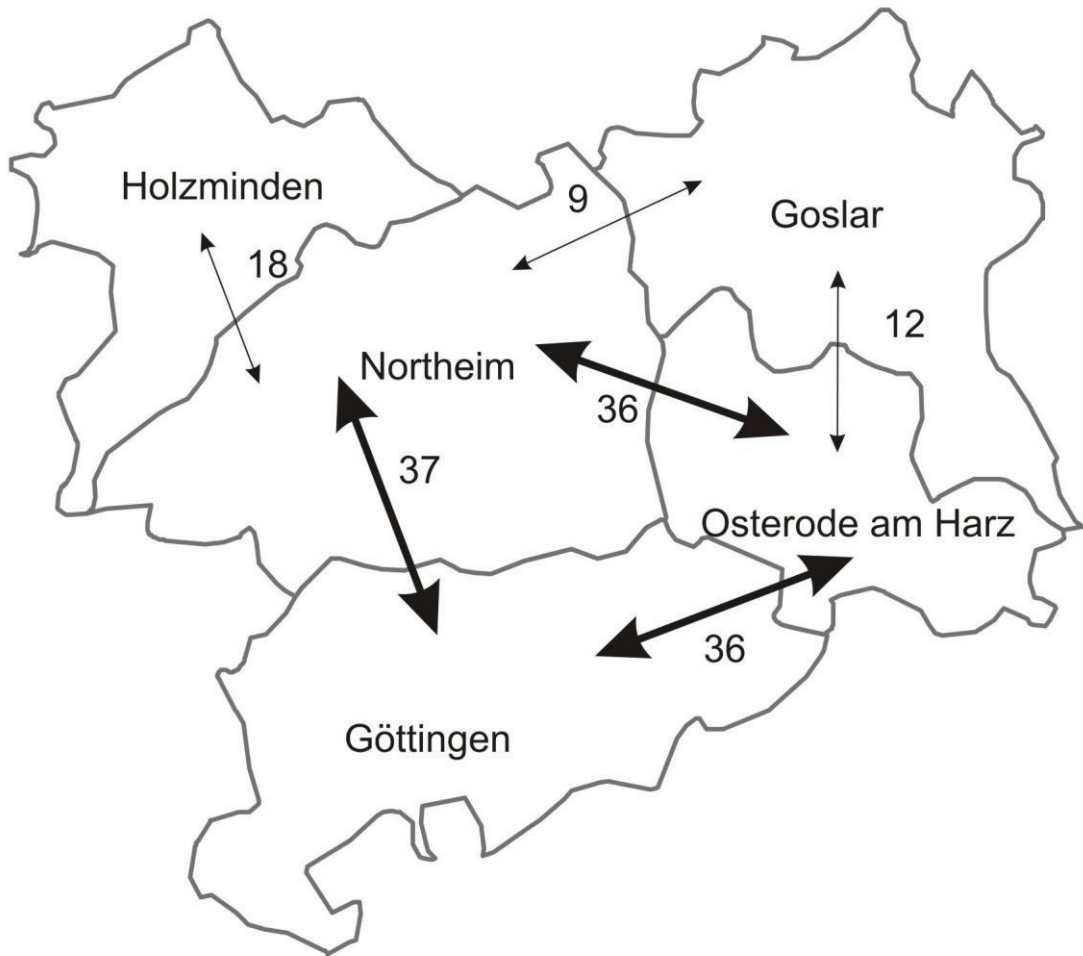 Holzminden
9
Goslar
18
12
Northeim
36
37
Osterode am Harz
36
Göttingen